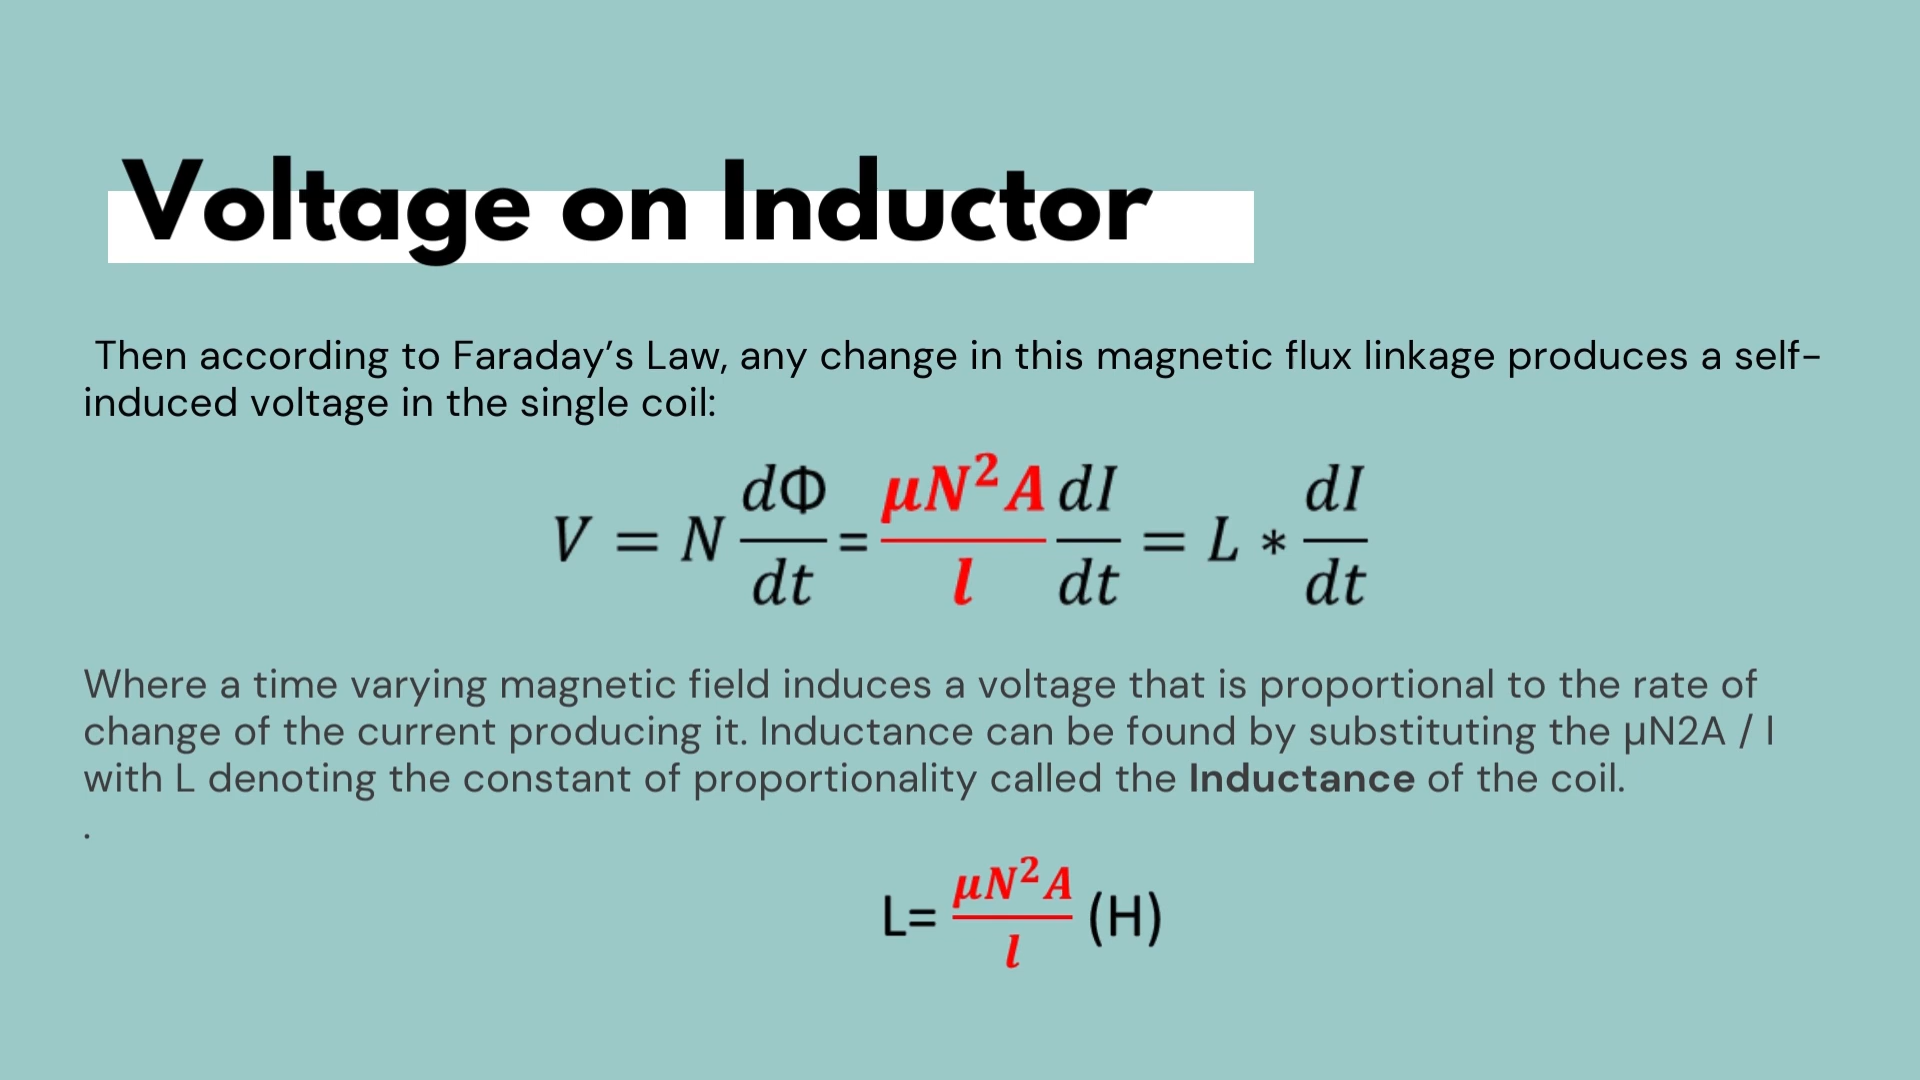 Voltage on Inductor
Then according to Faraday’s Law, any change in this magnetic flux linkage produces a self-
induced voltage in the single coil:
V = N dΦ/dt = μN²A/l dI/dt = L * dI/dt
Where a time varying magnetic field induces a voltage that is proportional to the rate of
change of the current producing it. Inductance can be found by substituting the μN2A / l
with L denoting the constant of proportionality called the Inductance of the coil.
.
L= μN²A/l (H)